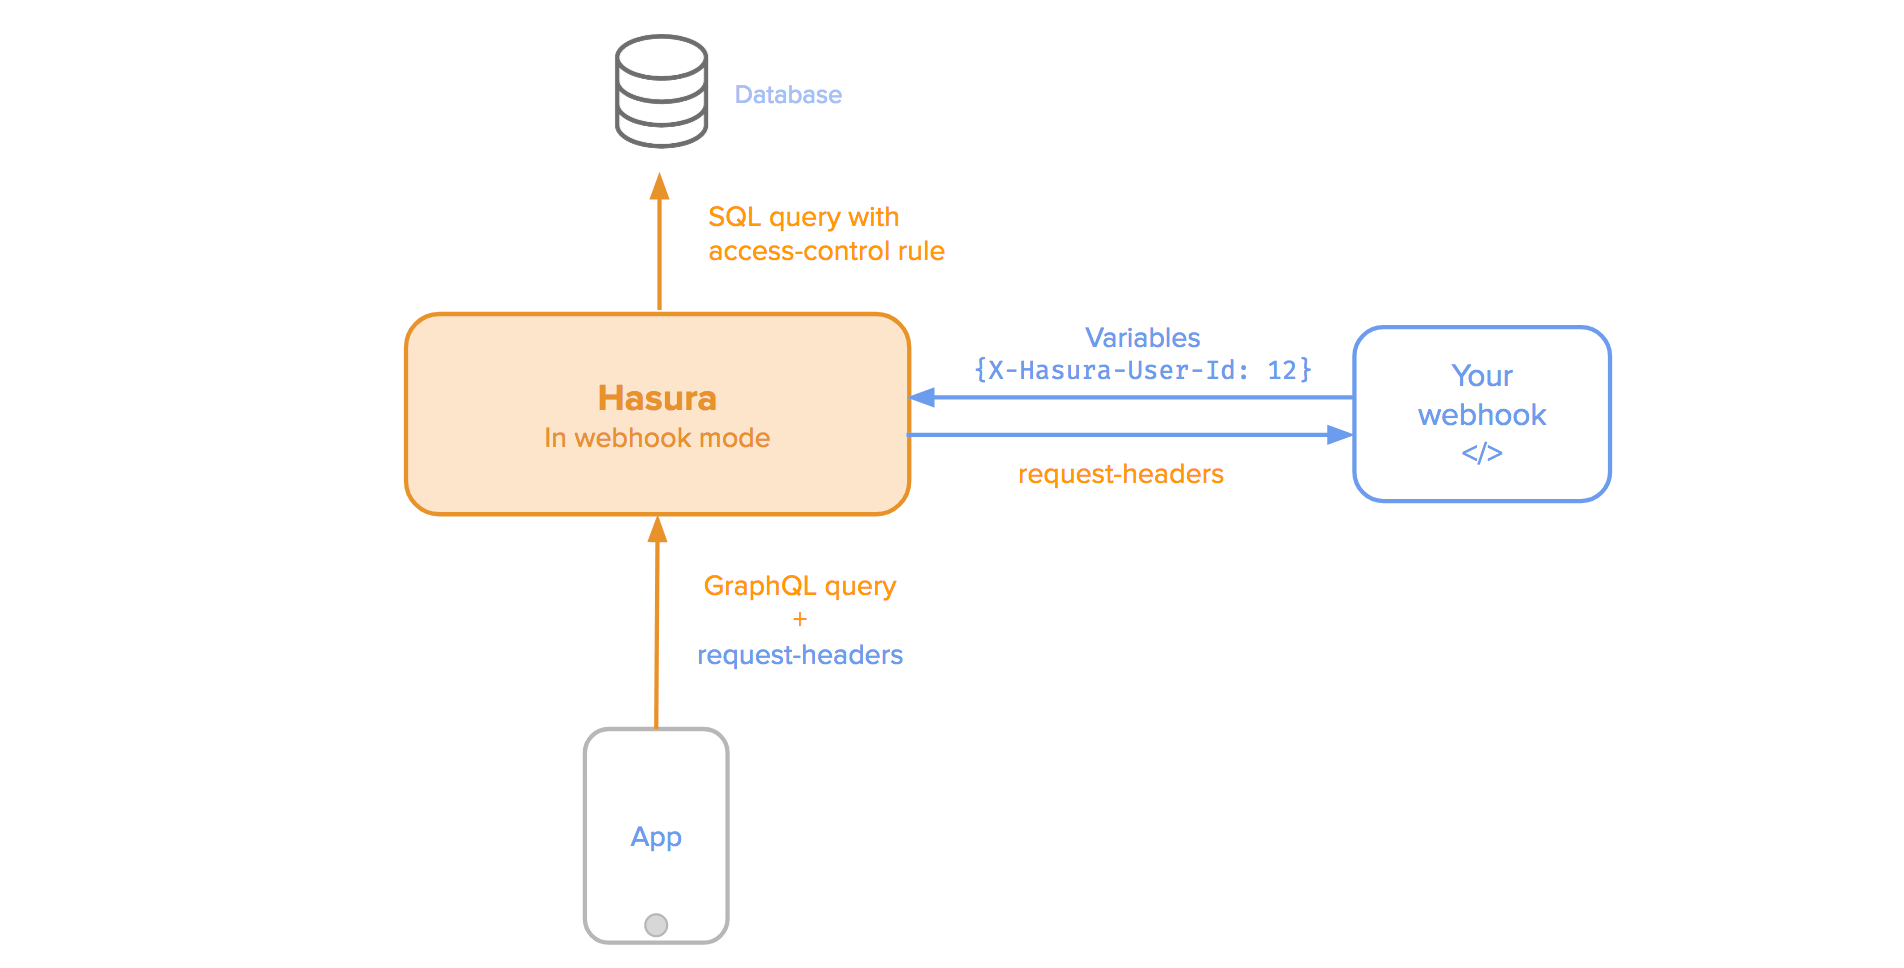 Database
SQL query with
access-control rule
Variables
{X-Hasura-User-Id: 12}
Hasura
In webhook mode
Your
webhook
</>
request-headers
GraphQL query
+
request-headers
App